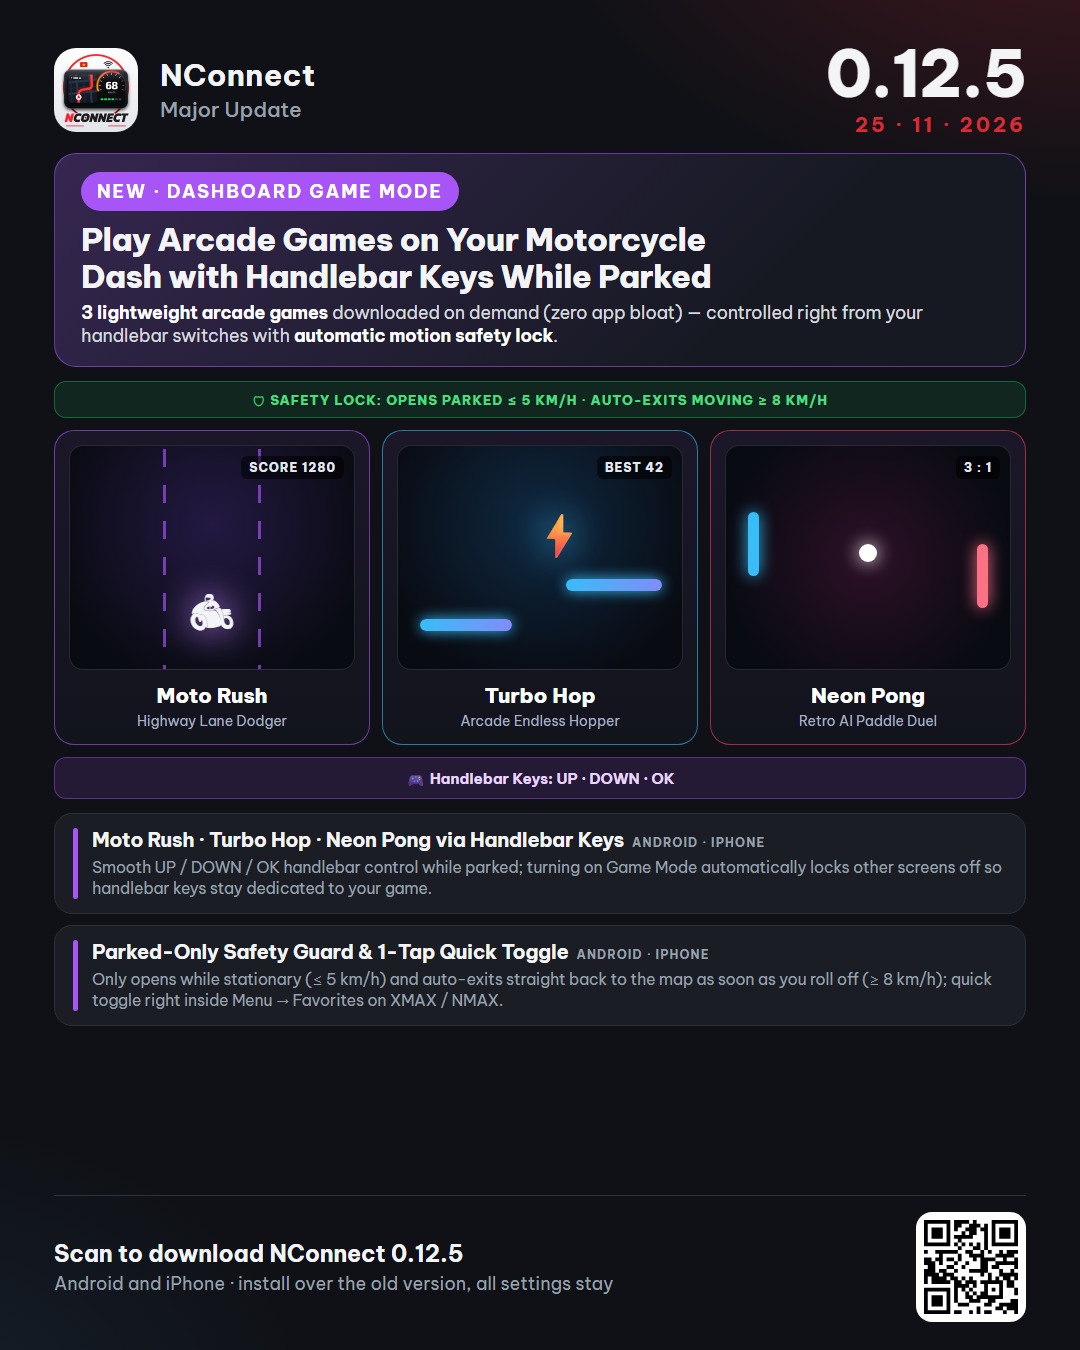 NConnect
Major Update
0.12.5
25 · 11 · 2026
68
NCONNECT
NEW · DASHBOARD GAME MODE
Play Arcade Games on Your Motorcycle
Dash with Handlebar Keys While Parked
3 lightweight arcade games downloaded on demand (zero app bloat) — controlled right from your
handlebar switches with automatic motion safety lock.
SAFETY LOCK: OPENS PARKED ≤ 5 KM/H · AUTO-EXITS MOVING ≥ 8 KM/H
SCORE 1280
Moto Rush
Highway Lane Dodger
BEST 42
Turbo Hop
Arcade Endless Hopper
3 : 1
Neon Pong
Retro AI Paddle Duel
🎮 Handlebar Keys: UP · DOWN · OK
Moto Rush · Turbo Hop · Neon Pong via Handlebar Keys ANDROID · IPHONE
Smooth UP / DOWN / OK handlebar control while parked; turning on Game Mode automatically locks other screens off so
handlebar keys stay dedicated to your game.
Parked-Only Safety Guard & 1-Tap Quick Toggle ANDROID · IPHONE
Only opens while stationary (≤ 5 km/h) and auto-exits straight back to the map as soon as you roll off (≥ 8 km/h); quick
toggle right inside Menu → Favorites on XMAX / NMAX.
Scan to download NConnect 0.12.5
Android and iPhone · install over the old version, all settings stay